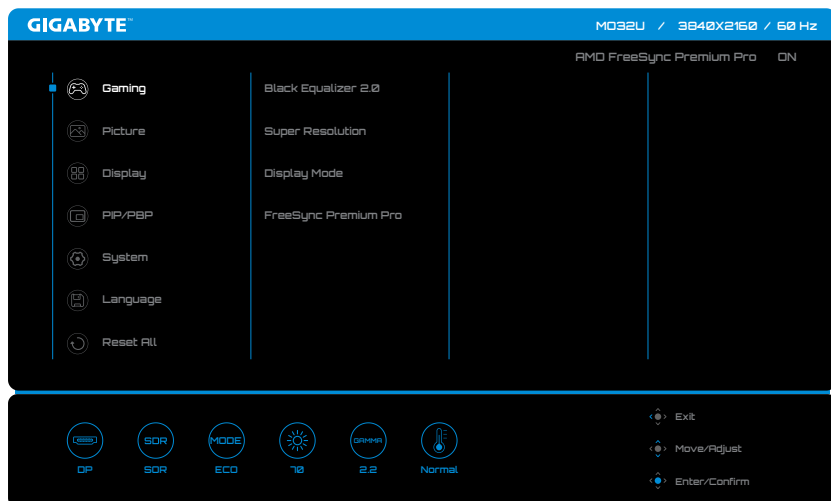 GIGABYTE™
MO32U / 3840X2160 / 60 Hz
AMD FreeSync Premium Pro ON
Gaming
Picture
Display
PIP/PBP
System
Language
Reset All
Black Equalizer 2.0
Super Resolution
Display Mode
FreeSync Premium Pro
SDR
MODE
GAMMA
DP
SDR
ECO
70
2.2
Normal
Exit
Move/Adjust
Enter/Confirm